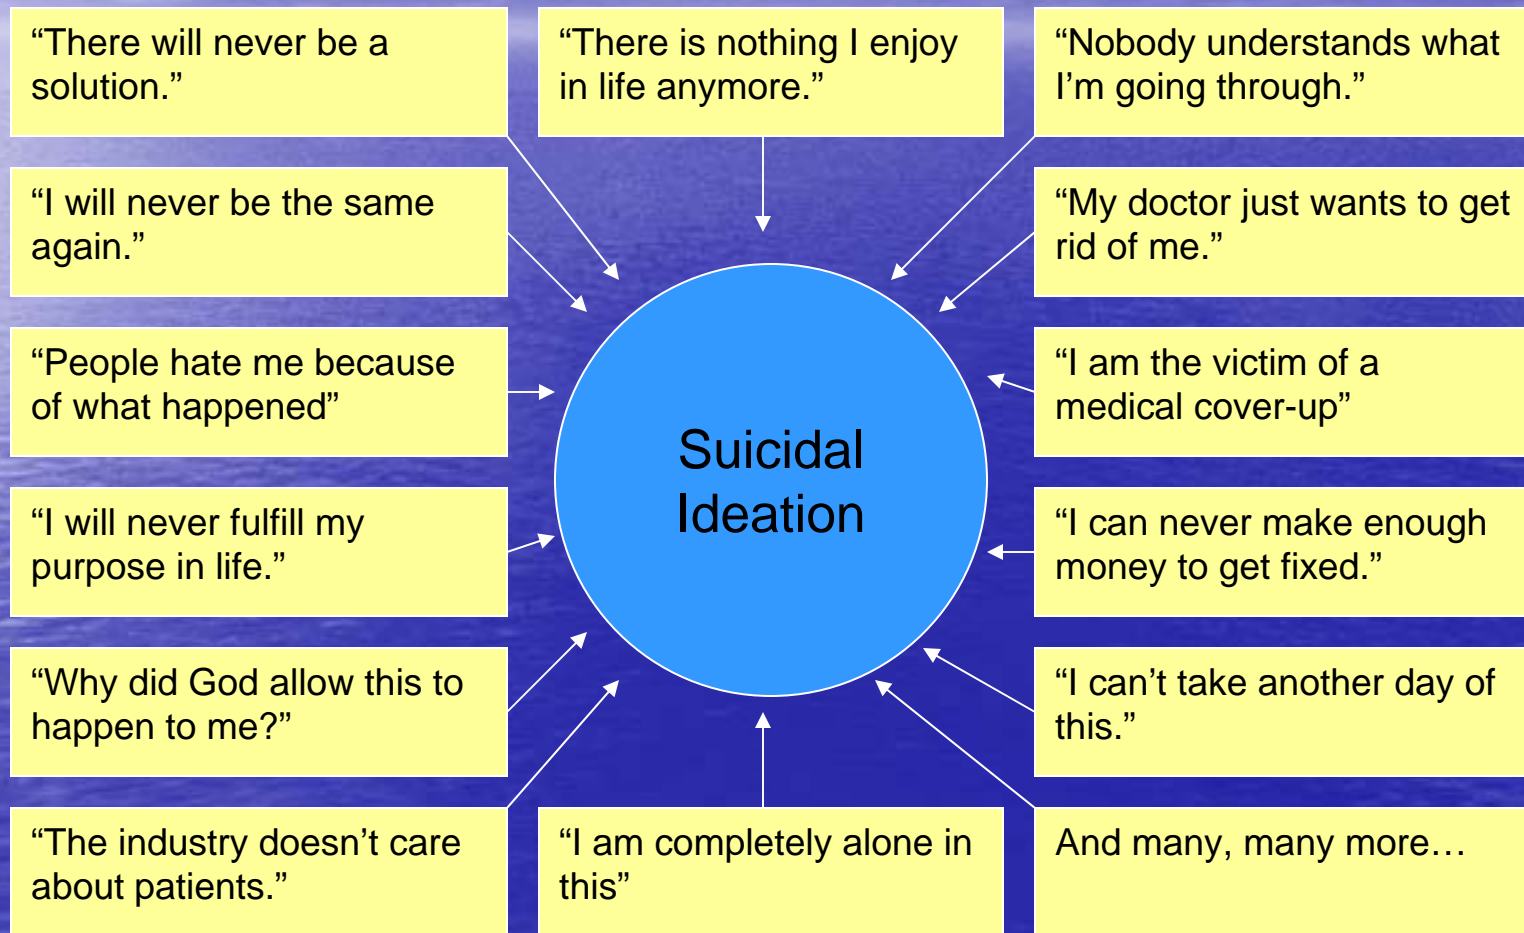 “There will never be a
solution.”
“There is nothing I enjoy
in life anymore.”
“Nobody understands what
I'm going through.”
“I will never be the same
again.”
“My doctor just wants to get
rid of me.”
“People hate me because
of what happened”
“I am the victim of a
medical cover-up”
Suicidal
Ideation
“I will never fulfill my
purpose in life.”
“I can never make enough
money to get fixed.”
“Why did God allow this to
happen to me?”
“I can’t take another day of
this.”
“The industry doesn’t care
about patients.”
“I am completely alone in
this”
And many, many more…